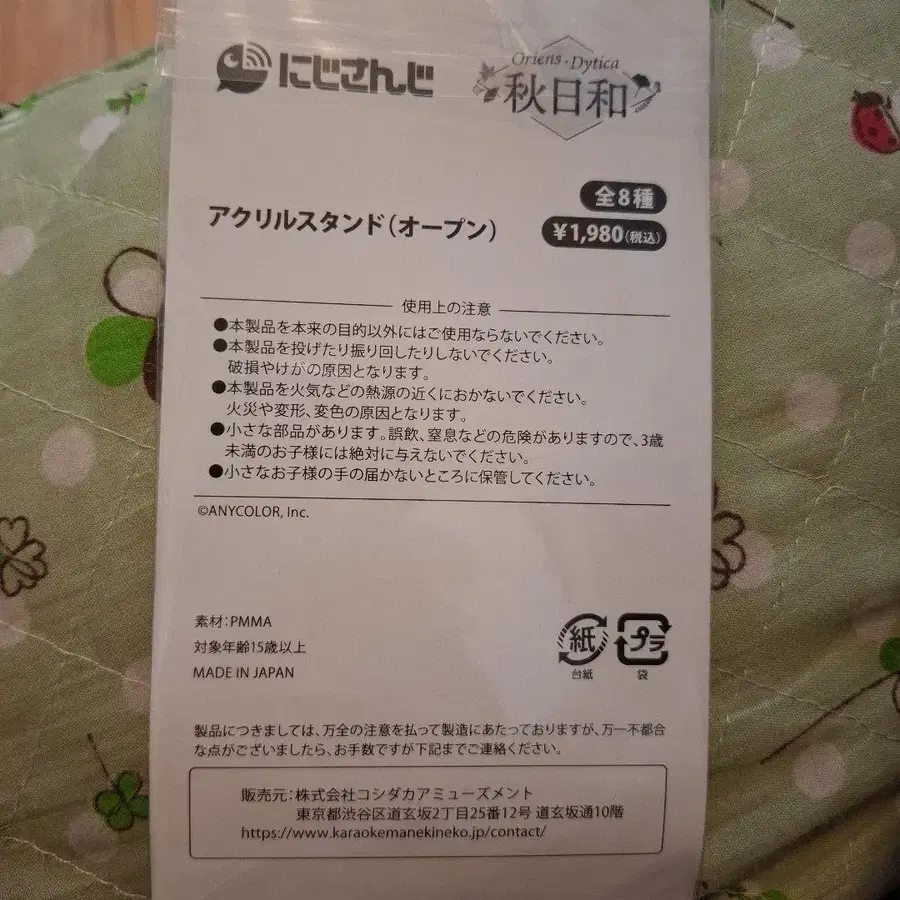 にじさんじ
Oriens・Dytica
秋日和
全8種
アクリルスタンド(オープン)
¥1,980(税込)
使用上の注意
●本製品を本来の目的以外にはご使用ならないでください。
●本製品を投げたり振り回したりしないでください。
破損やけがの原因となります。
●本製品を火気などの熱源の近くにおかないでください。
火災や変形、変色の原因となります。
●小さな部品があります。誤飲、窒息などの危険がありますので、3歳
未満のお子様には絶対に与えないでください。
●小さなお子様の手の届かないところに保管してください。
©ANYCOLOR, Inc.
素材:PMMA
対象年齢15歳以上
MADE IN JAPAN
紙
プラ
台紙
袋
製品につきましては、万全の注意を払って製造にあたっておりますが、万一不都合
な点がございましたら、お手数ですが下記までご連絡ください。
販売元:株式会社コシダカアミューズメント
東京都渋谷区道玄坂2丁目25番12号 道玄坂通10階
https://www.karaokemanekineko.jp/contact/